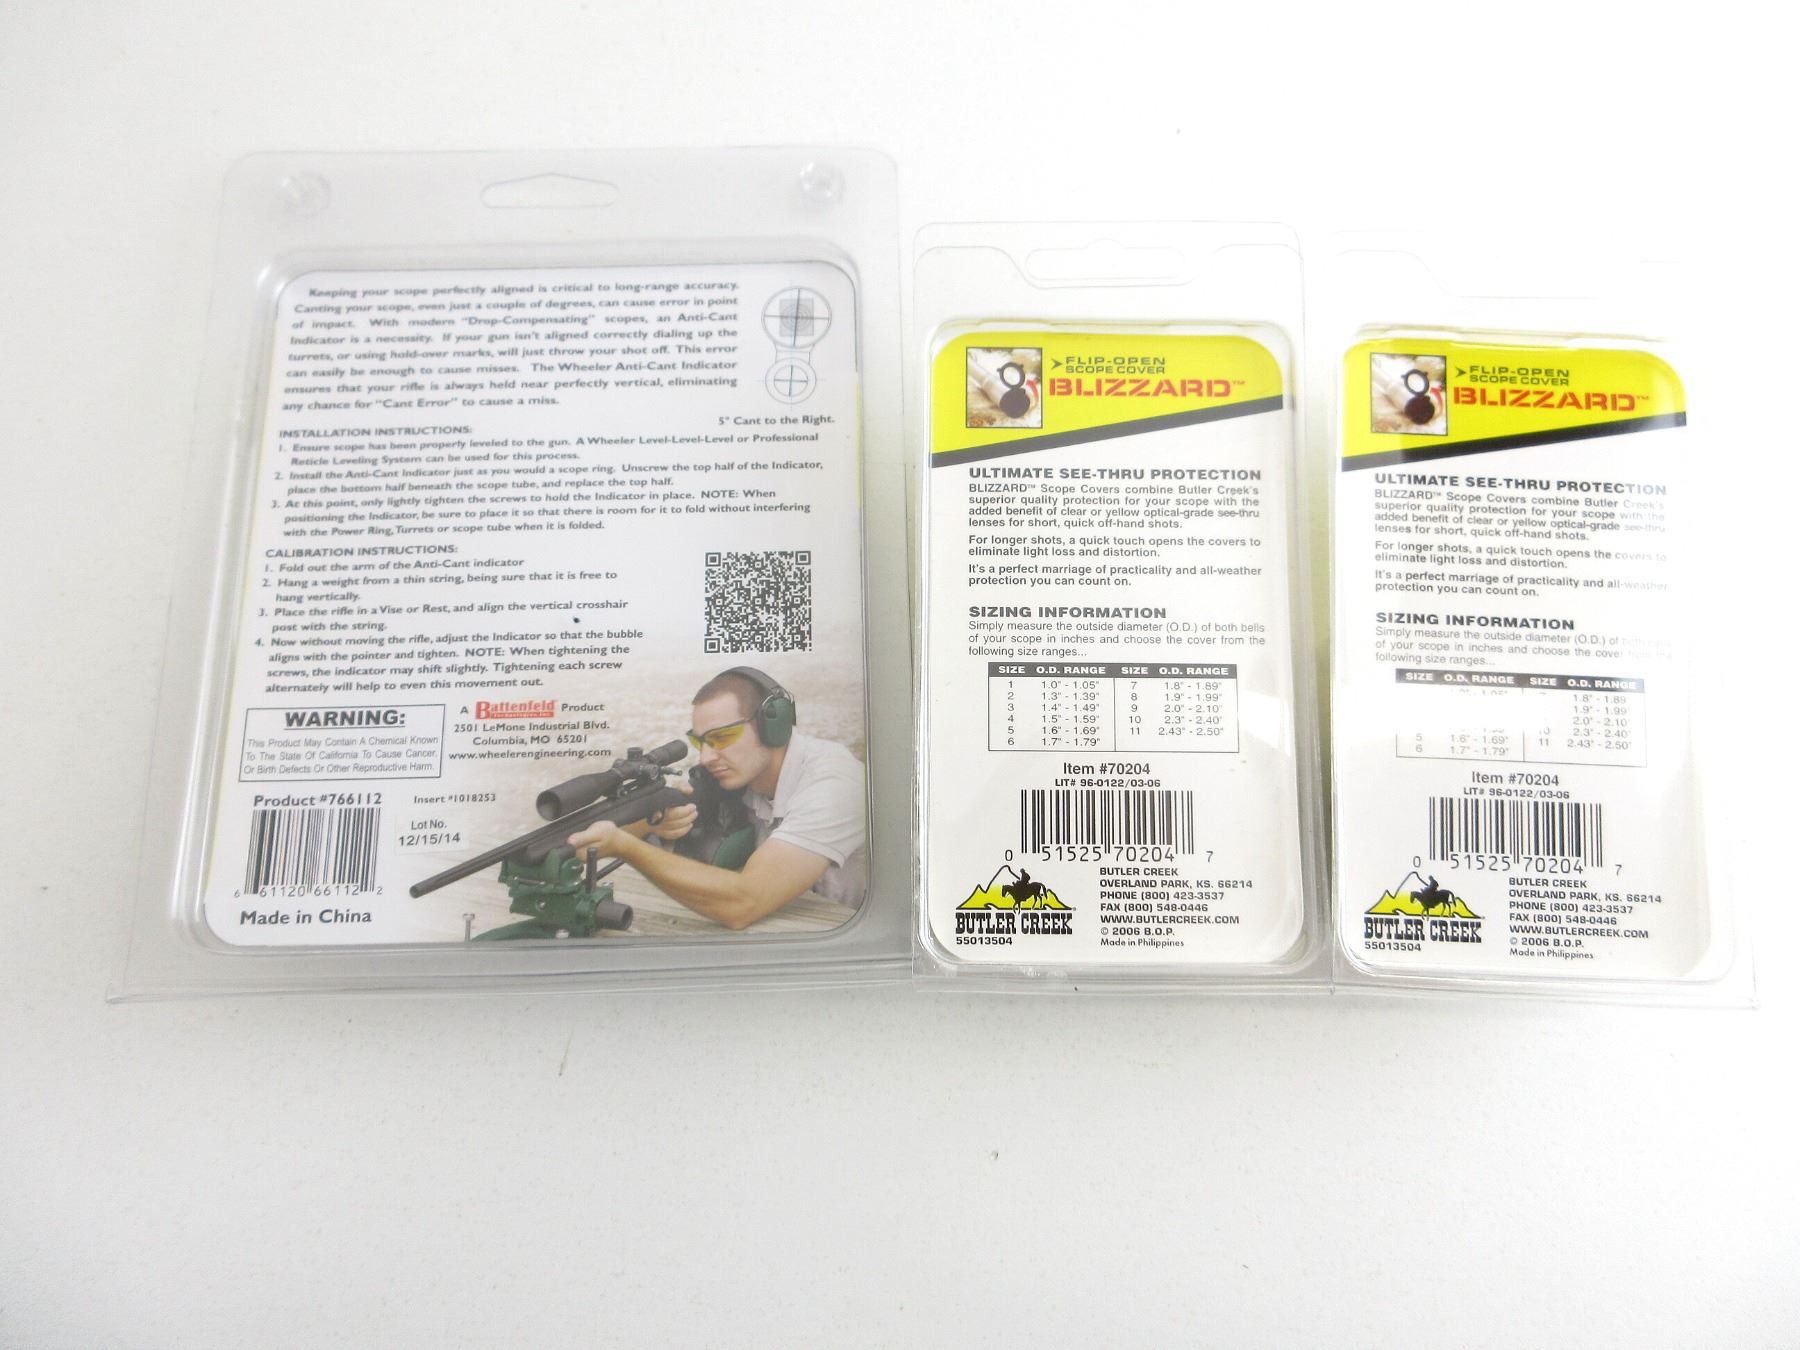 Keeping your scope perfectly aligned is critical to long-range accuracy.
Canting your scope, even just a couple of degrees, can cause error in point
of impact. With modern "Drop-Compensating" scopes, an Anti-Cant
Indicator is a necessity. If your gun isn't aligned correctly dialing up the
turrets, or using hold-over marks, will just throw your shot off. This error
can easily be enough to cause misses. The Wheeler Anti-Cant Indicator
ensures that your rifle is always held near perfectly vertical, eliminating
any chance for "Cant Error" to cause a miss.
5° Cant to the Right.
INSTALLATION INSTRUCTIONS:
1. Ensure scope has been properly leveled to the gun. A Wheeler Level-Level-Level or Professional
Reticle Leveling System can be used for this process.
2. Install the Anti-Cant Indicator just as you would a scope ring. Unscrew the top half of the Indicator,
place the bottom half beneath the scope tube, and replace the top half.
3. At this point, only lightly tighten the screws to hold the Indicator in place. NOTE: When
positioning the Indicator, be sure to place it so that there is room for it to fold without interfering
with the Power Ring, Turrets or scope tube when it is folded.
CALIBRATION INSTRUCTIONS:
1. Fold out the arm of the Anti-Cant indicator
2. Hang a weight from a thin string, being sure that it is free to
hang vertically.
3. Place the rifle in a Vise or Rest, and align the vertical crosshair
post with the string.
4. Now without moving the rifle, adjust the Indicator so that the bubble
aligns with the pointer and tighten. NOTE: When tightening the
screws, the indicator may shift slightly. Tightening each screw
alternately will help to even this movement out.
WARNING:
This Product May Contain A Chemical Known
To The State Of California To Cause Cancer,
Or Birth Defects Or Other Reproductive Harm.
A Battenfeld Technologies, Inc. Product
2501 LeMone Industrial Blvd.
Columbia, MO 65201
www.wheelerengineering.com
Product #766112
Insert #1018253
Lot No.
12/15/14
6 61120 66112 2
Made in China
FLIP-OPEN
SCOPE COVER
BLIZZARD™
ULTIMATE SEE-THRU PROTECTION
BLIZZARD™ Scope Covers combine Butler Creek's
superior quality protection for your scope with the
added benefit of clear or yellow optical-grade see-thru
lenses for short, quick off-hand shots.
For longer shots, a quick touch opens the covers to
eliminate light loss and distortion.
It's a perfect marriage of practicality and all-weather
protection you can count on.
SIZING INFORMATION
Simply measure the outside diameter (O.D.) of both bells
of your scope in inches and choose the cover from the
following size ranges...
SIZE O.D. RANGE SIZE O.D. RANGE
1 1.0" - 1.05" 7 1.8" - 1.89"
2 1.3" - 1.39" 8 1.9" - 1.99"
3 1.4" - 1.49" 9 2.0" - 2.10"
4 1.5" - 1.59" 10 2.3" - 2.40"
5 1.6" - 1.69" 11 2.43" - 2.50"
6 1.7" - 1.79"
Item #70204
LIT# 96-0122/03-06
0 51525 70204 7
BUTLER CREEK
55013504
BUTLER CREEK
OVERLAND PARK, KS. 66214
PHONE (800) 423-3537
FAX (800) 548-0446
WWW.BUTLERCREEK.COM
© 2006 B.O.P.
Made in Philippines
FLIP-OPEN
SCOPE COVER
BLIZZARD™
ULTIMATE SEE-THRU PROTECTION
BLIZZARD™ Scope Covers combine Butler Creek's
superior quality protection for your scope with the
added benefit of clear or yellow optical-grade see-thru
lenses for short, quick off-hand shots.
For longer shots, a quick touch opens the covers to
eliminate light loss and distortion.
It's a perfect marriage of practicality and all-weather
protection you can count on.
SIZING INFORMATION
Simply measure the outside diameter (O.D.) of both bells
of your scope in inches and choose the cover from the
following size ranges...
SIZE O.D. RANGE SIZE O.D. RANGE
1.8" - 1.89"
1.9" - 1.99"
2.0" - 2.10"
2.3" - 2.40"
5 1.6" - 1.69" 11 2.43" - 2.50"
6 1.7" - 1.79"
Item #70204
LIT# 96-0122/03-06
0 51525 70204 7
BUTLER CREEK
55013504
BUTLER CREEK
OVERLAND PARK, KS. 66214
PHONE (800) 423-3537
FAX (800) 548-0446
WWW.BUTLERCREEK.COM
© 2006 B.O.P.
Made in Philippines